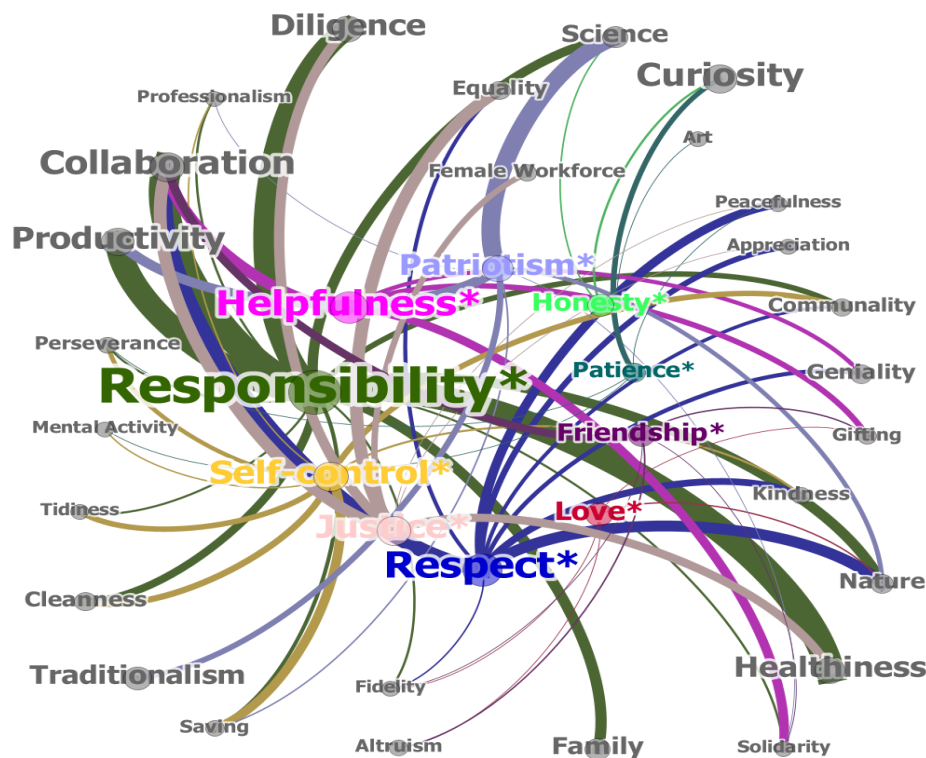 Diligence
Science
Curiosity
Professionalism
Equality
Art
Collaboration
Female Workforce
Peacefulness
Productivity
Appreciation
Patriotism*
Helpfulness*
Honesty*
Communality
Perseverance
Responsibility*
Patience*
Geniality
Mental Activity
Friendship*
Gifting
Self-control*
Kindness
Tidiness
Love*
Justice*
Respect*
Nature
Cleanness
Traditionalism
Healthiness
Fidelity
Saving
Altruism
Family
Solidarity